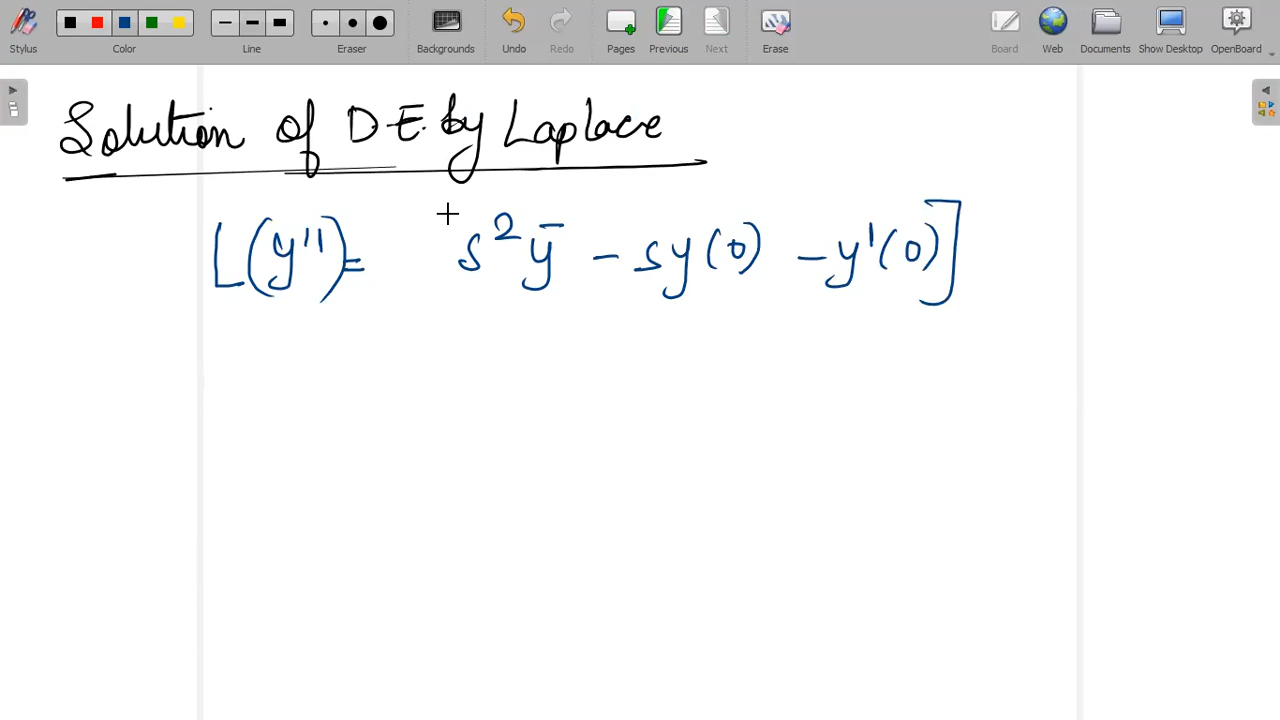 Stylus Color Line Eraser Backgrounds Undo Redo Pages Previous Next Erase Board Web Documents Show Desktop OpenBoard
Solution of D.E. by Laplace
L(y'')= s²ȳ - sy(0) - y'(0)]